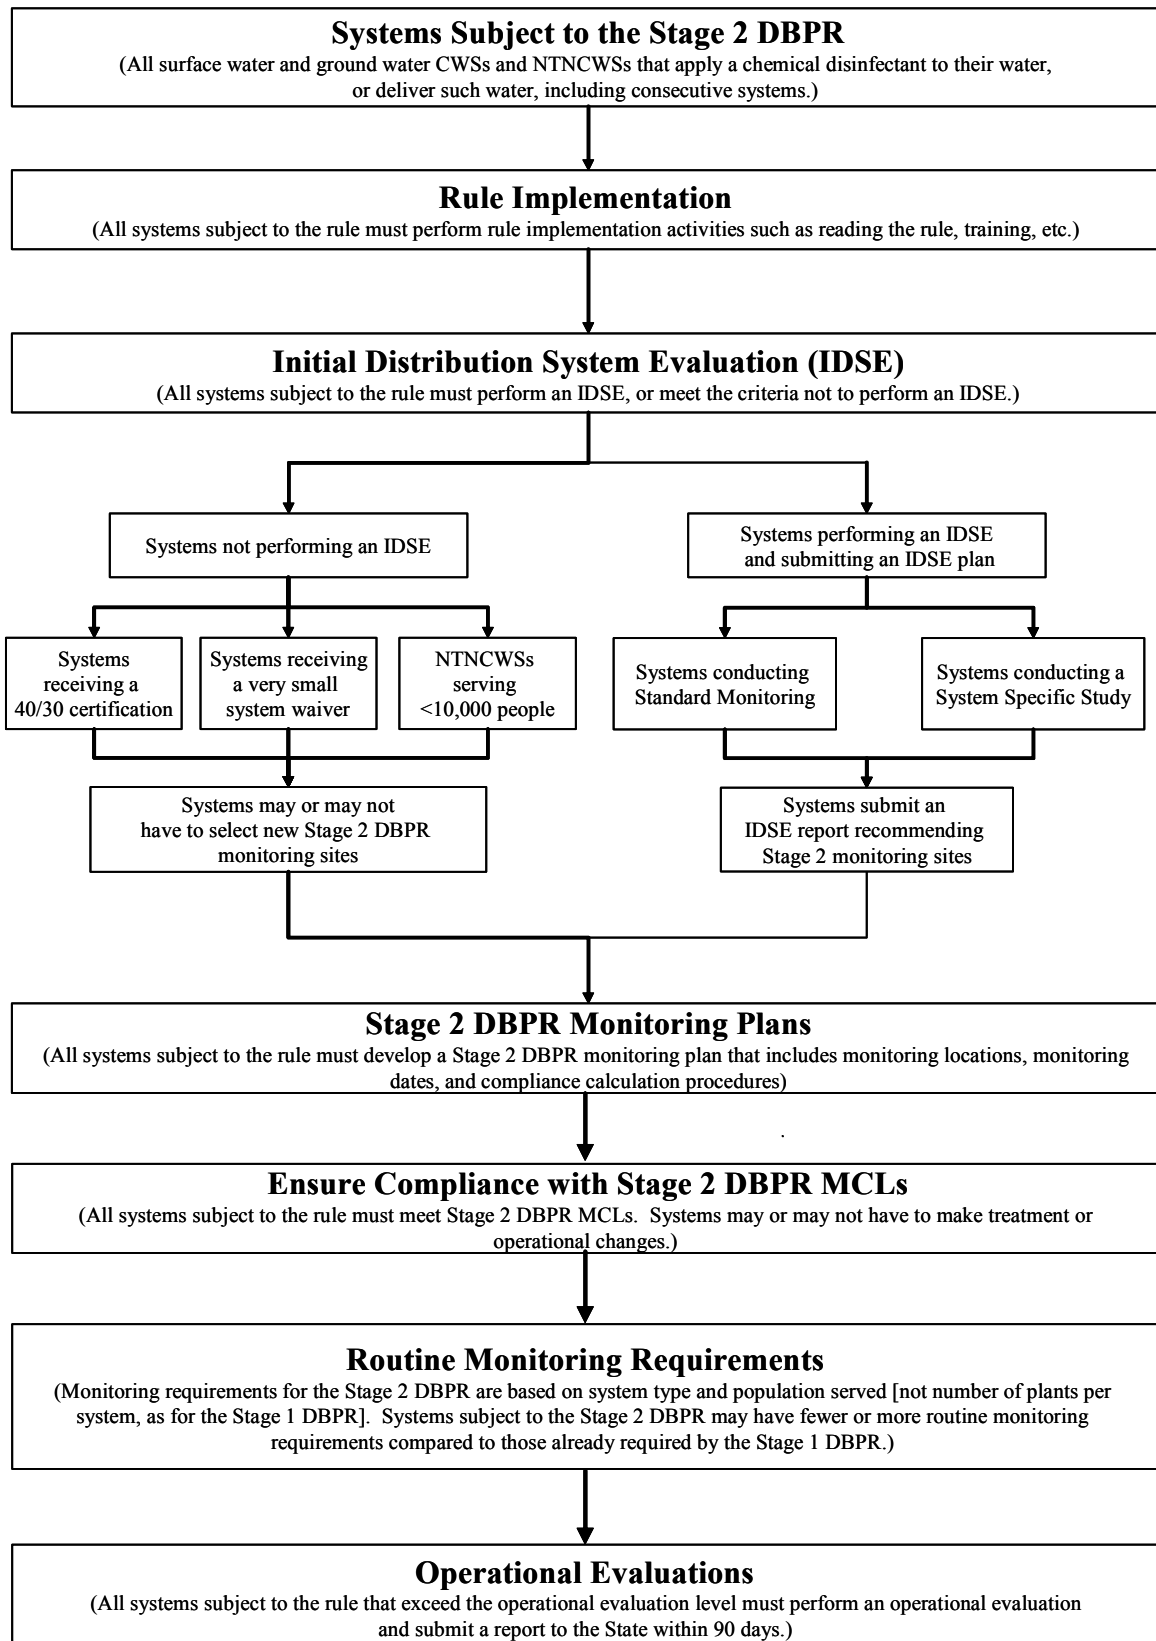 Systems Subject to the Stage 2 DBPR
(All surface water and ground water CWSs and NTNCWSs that apply a chemical disinfectant to their water,
or deliver such water, including consecutive systems.)
Rule Implementation
(All systems subject to the rule must perform rule implementation activities such as reading the rule, training, etc.)
Initial Distribution System Evaluation (IDSE)
(All systems subject to the rule must perform an IDSE, or meet the criteria not to perform an IDSE.)
Systems not performing an IDSE
Systems performing an IDSE
and submitting an IDSE plan
Systems
receiving a
40/30 certification
Systems receiving
a very small
system waiver
NTNCWSs
serving
<10,000 people
Systems conducting
Standard Monitoring
Systems conducting a
System Specific Study
Systems may or may not
have to select new Stage 2 DBPR
monitoring sites
Systems submit an
IDSE report recommending
Stage 2 monitoring sites
Stage 2 DBPR Monitoring Plans
(All systems subject to the rule must develop a Stage 2 DBPR monitoring plan that includes monitoring locations, monitoring
dates, and compliance calculation procedures)
Ensure Compliance with Stage 2 DBPR MCLs
(All systems subject to the rule must meet Stage 2 DBPR MCLs.  Systems may or may not have to make treatment or
operational changes.)
Routine Monitoring Requirements
(Monitoring requirements for the Stage 2 DBPR are based on system type and population served [not number of plants per
system, as for the Stage 1 DBPR].  Systems subject to the Stage 2 DBPR may have fewer or more routine monitoring
requirements compared to those already required by the Stage 1 DBPR.)
Operational Evaluations
(All systems subject to the rule that exceed the operational evaluation level must perform an operational evaluation
and submit a report to the State within 90 days.)